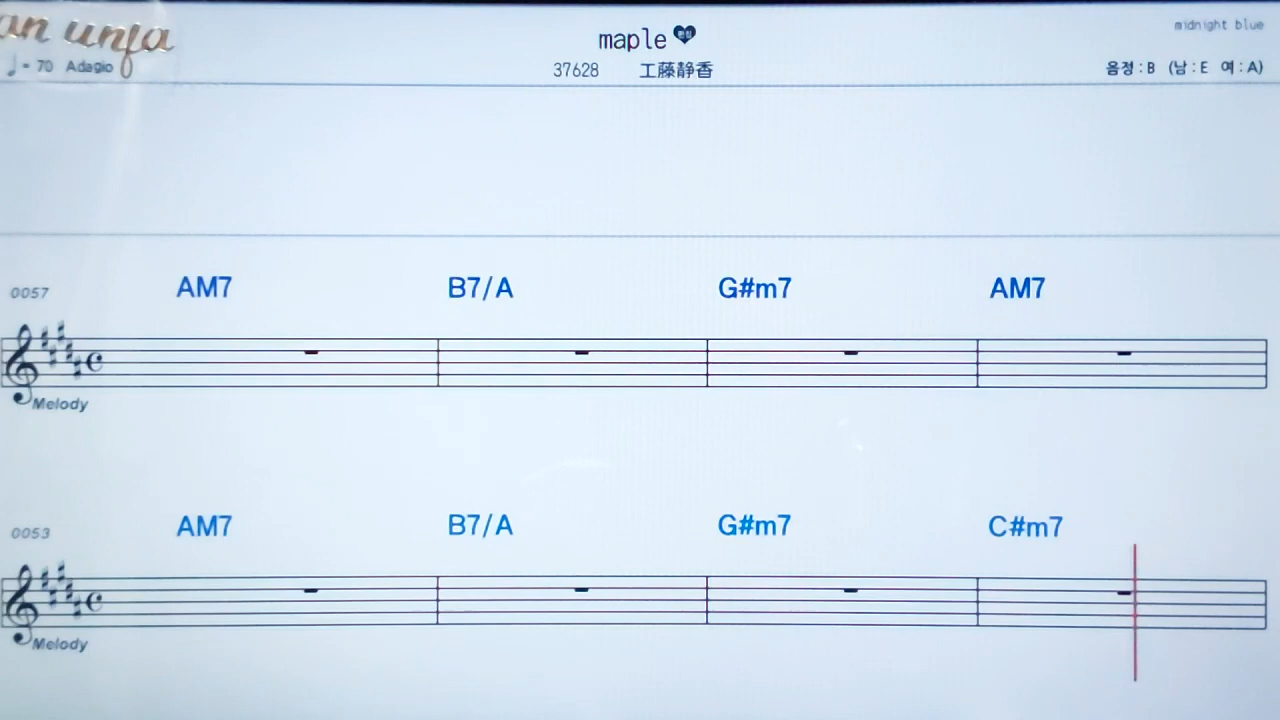 an unfa
maple
midnight blue
♩= 70 Adagio
37628 工藤静香
음정:B (남:E 여:A)
AM7 B7/A G#m7 AM7
0057
Melody
AM7 B7/A G#m7 C#m7
0053
Melody